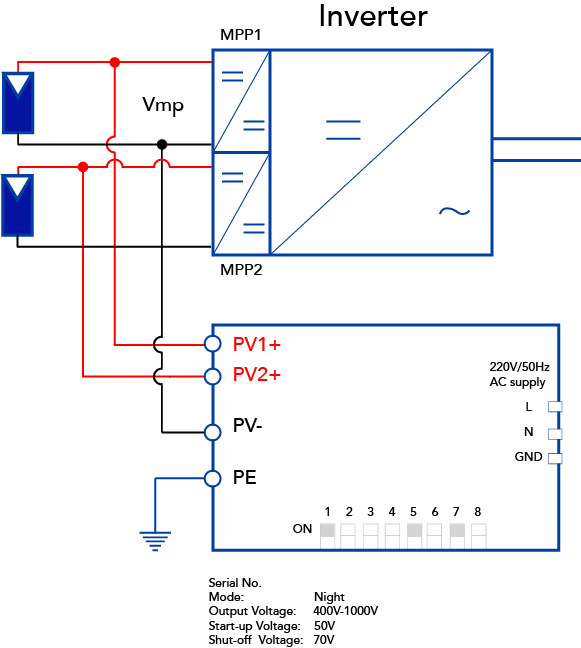 Inverter
MPP1
Vmp
MPP2
PV1+
PV2+
PV-
PE
220V/50Hz
AC supply
L
N
GND
1 2 3 4 5 6 7 8
ON
Serial No.
Mode: Night
Output Voltage: 400V-1000V
Start-up Voltage: 50V
Shut-off Voltage: 70V